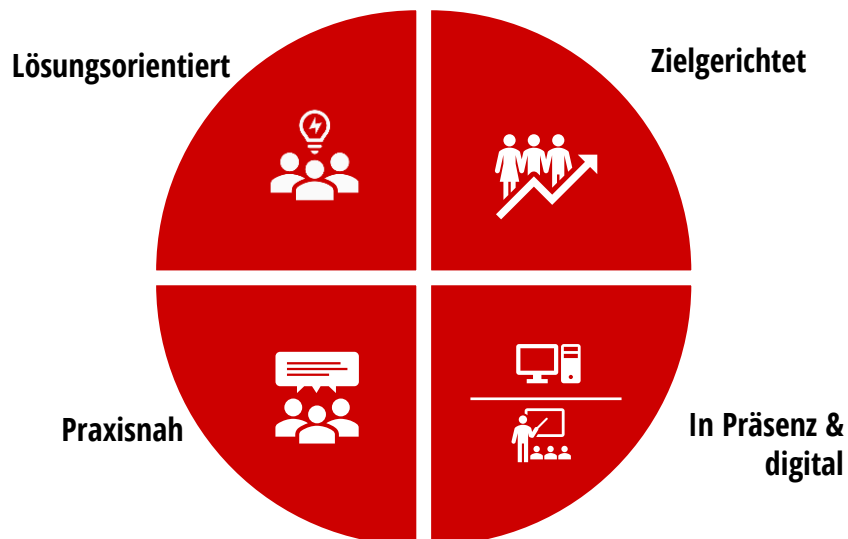 Lösungsorientiert
Zielgerichtet
Praxisnah
In Präsenz &
digital